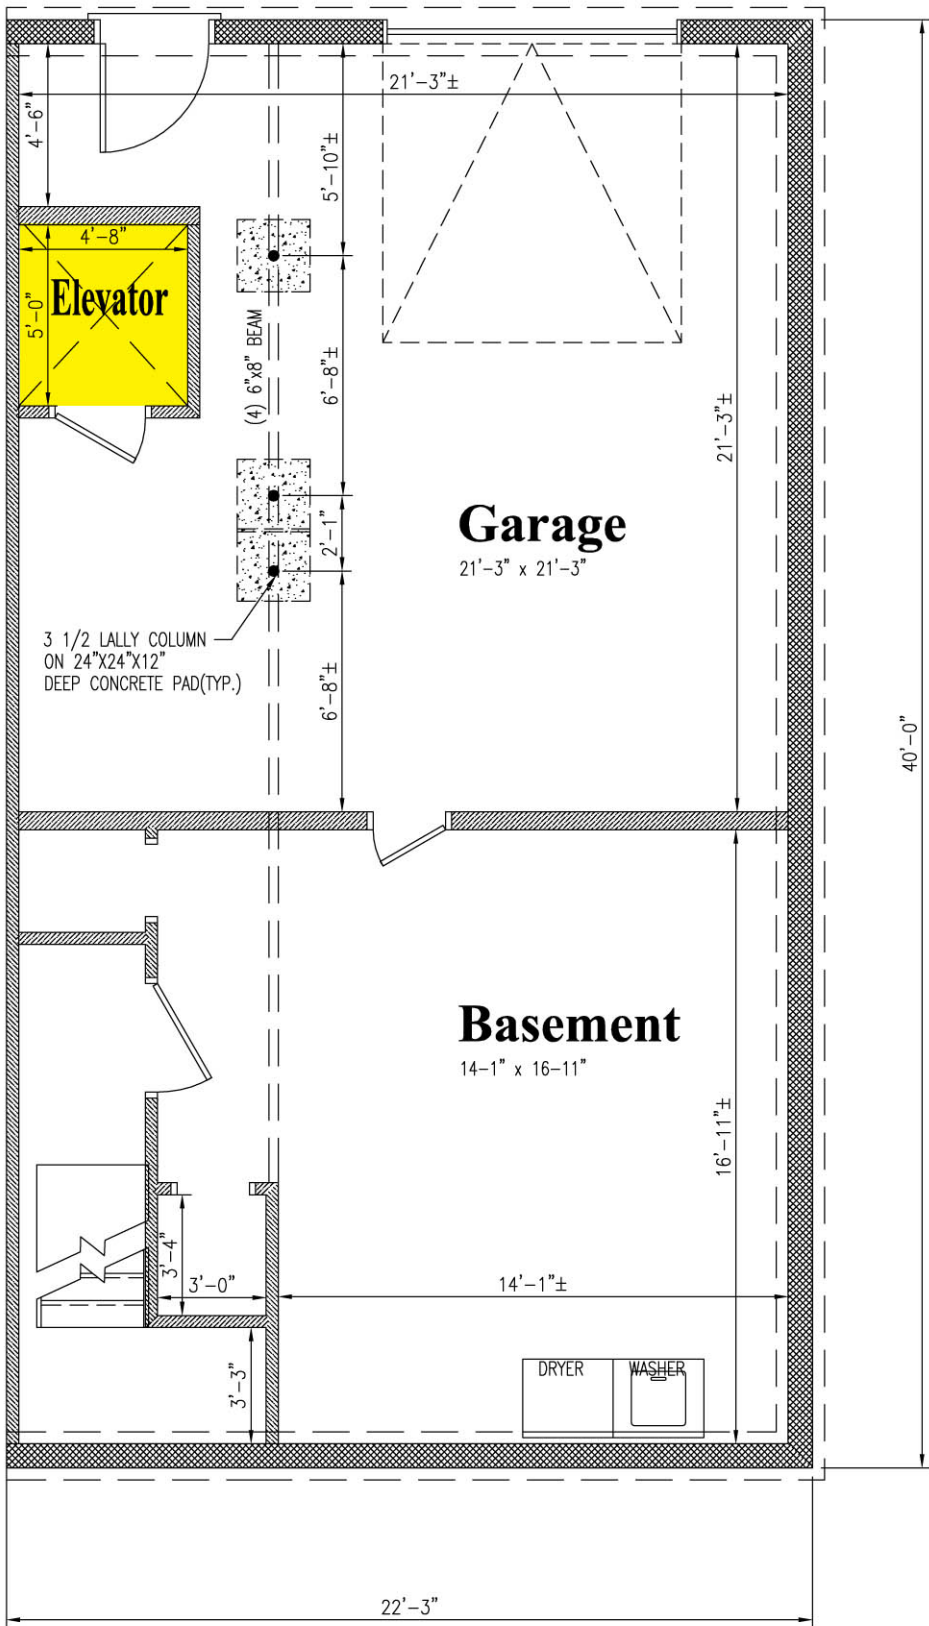 21'-3"±
4'-6"
5'-10"±
4'-8"
5'-0"
Elevator
(4) 6"x8" BEAM
6'-8"±
21'-3"±
Garage
21'-3" x 21'-3"
2'-1"
3 1/2 LALLY COLUMN
ON 24"X24"X12"
DEEP CONCRETE PAD(TYP.)
6'-8"±
40'-0"
Basement
14-1" x 16-11"
16'-11"±
3'-4"
3'-0"
14'-1"±
3'-3"
DRYER
WASHER
22'-3"